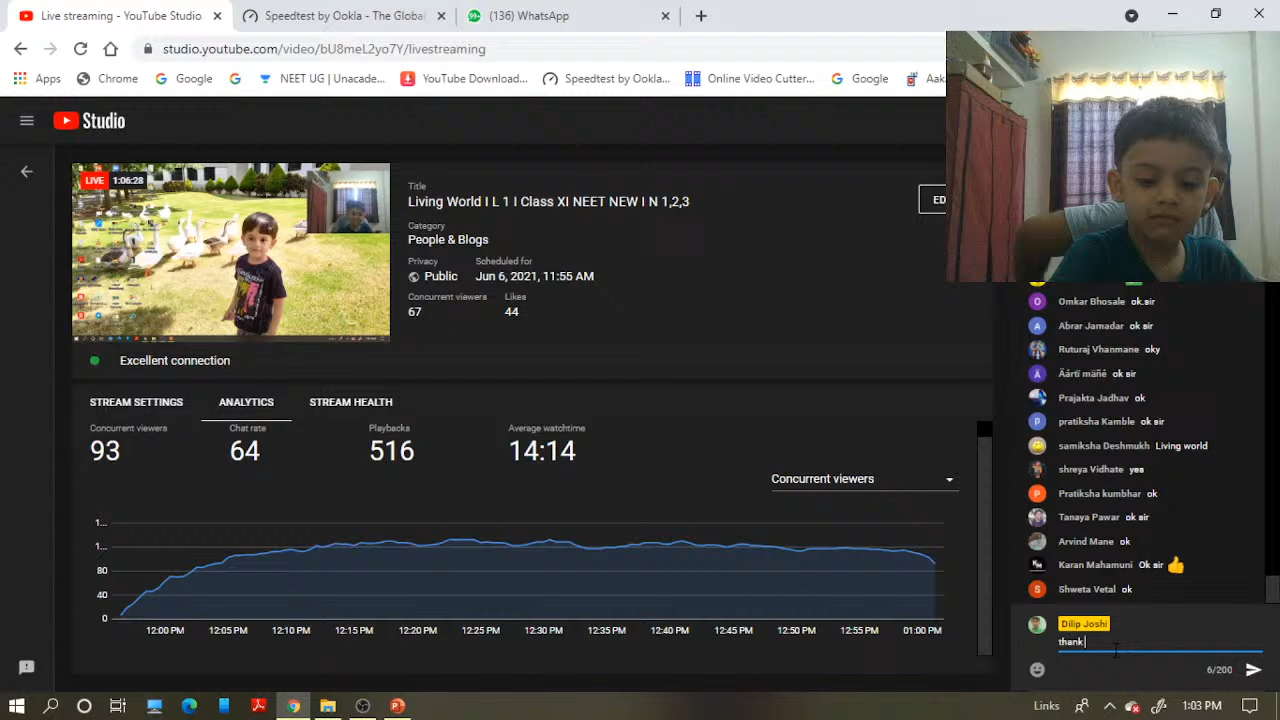 Live streaming - YouTube Studio
Speedtest by Ookla - The Global
99+ (136) WhatsApp
studio.youtube.com/video/bU8meL2yo7Y/livestreaming
Apps Chrome Google NEET UG | Unacade... YouTube Download... Speedtest by Ookla... Online Video Cutter... Google Aaka
Studio
LIVE 1:06:28
Title
Living World I L 1 I Class XI NEET NEW I N 1,2,3
ED
Category
People & Blogs
Privacy Scheduled for
Public Jun 6, 2021, 11:55 AM
Concurrent viewers Likes
67 44
Excellent connection
STREAM SETTINGS ANALYTICS STREAM HEALTH
Concurrent viewers Chat rate Playbacks Average watchtime
93 64 516 14:14
Concurrent viewers
1...
1...
80
40
0
12:00 PM 12:05 PM 12:10 PM 12:15 PM 12:20 PM 12:25 PM 12:30 PM 12:35 PM 12:40 PM 12:45 PM 12:50 PM 12:55 PM 01:00 PM
O Omkar Bhosale ok.sir
A Abrar Jamadar ok sir
Ruturaj Vhanmane oky
Ä Äártï mäñé ok sir
Prajakta Jadhav ok
p pratiksha Kamble ok sir
samiksha Deshmukh Living world
shreya Vidhate yes
P Pratiksha kumbhar ok
Tanaya Pawar ok sir
Arvind Mane ok
KM Karan Mahamuni Ok sir 👍
S Shweta Vetal ok
Dilip Joshi
thank
6/200
Links 1:03 PM